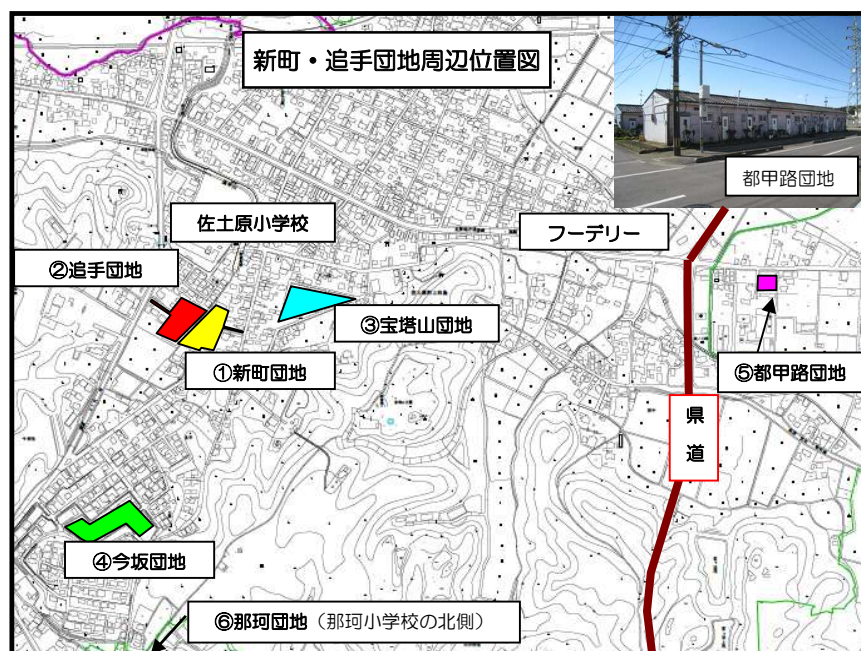 新町・追手団地周辺位置図
都甲路団地
佐土原小学校
フーデリー
②追手団地
③宝塔山団地
①新町団地
⑤都甲路団地
県
道
④今坂団地
⑥那珂団地（那珂小学校の北側）